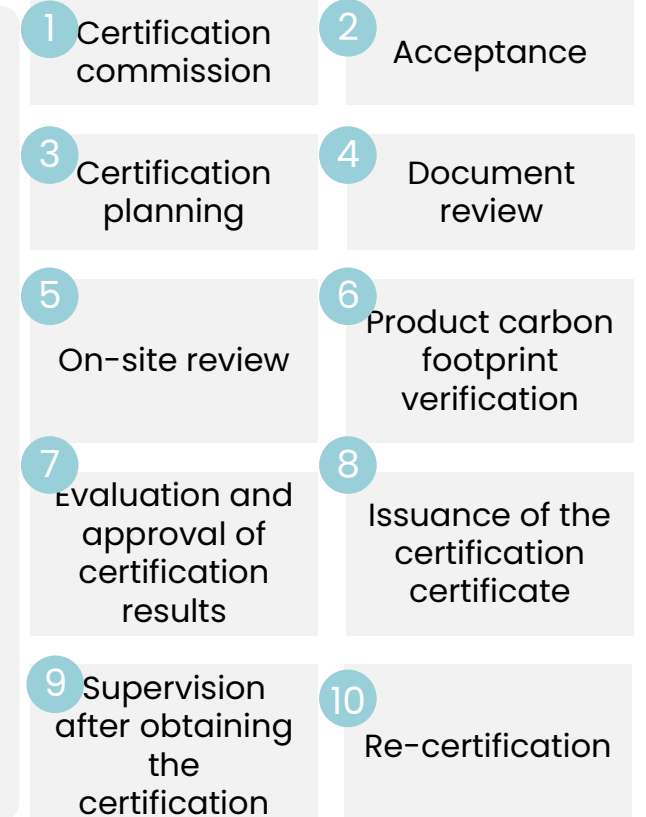 1
Certification
commission
2
Acceptance
3
Certification
planning
4
Document
review
5
On-site review
6
Product carbon
footprint
verification
7
Evaluation and
approval of
certification
results
8
Issuance of the
certification
certificate
9
Supervision
after obtaining
the
certification
10
Re-certification